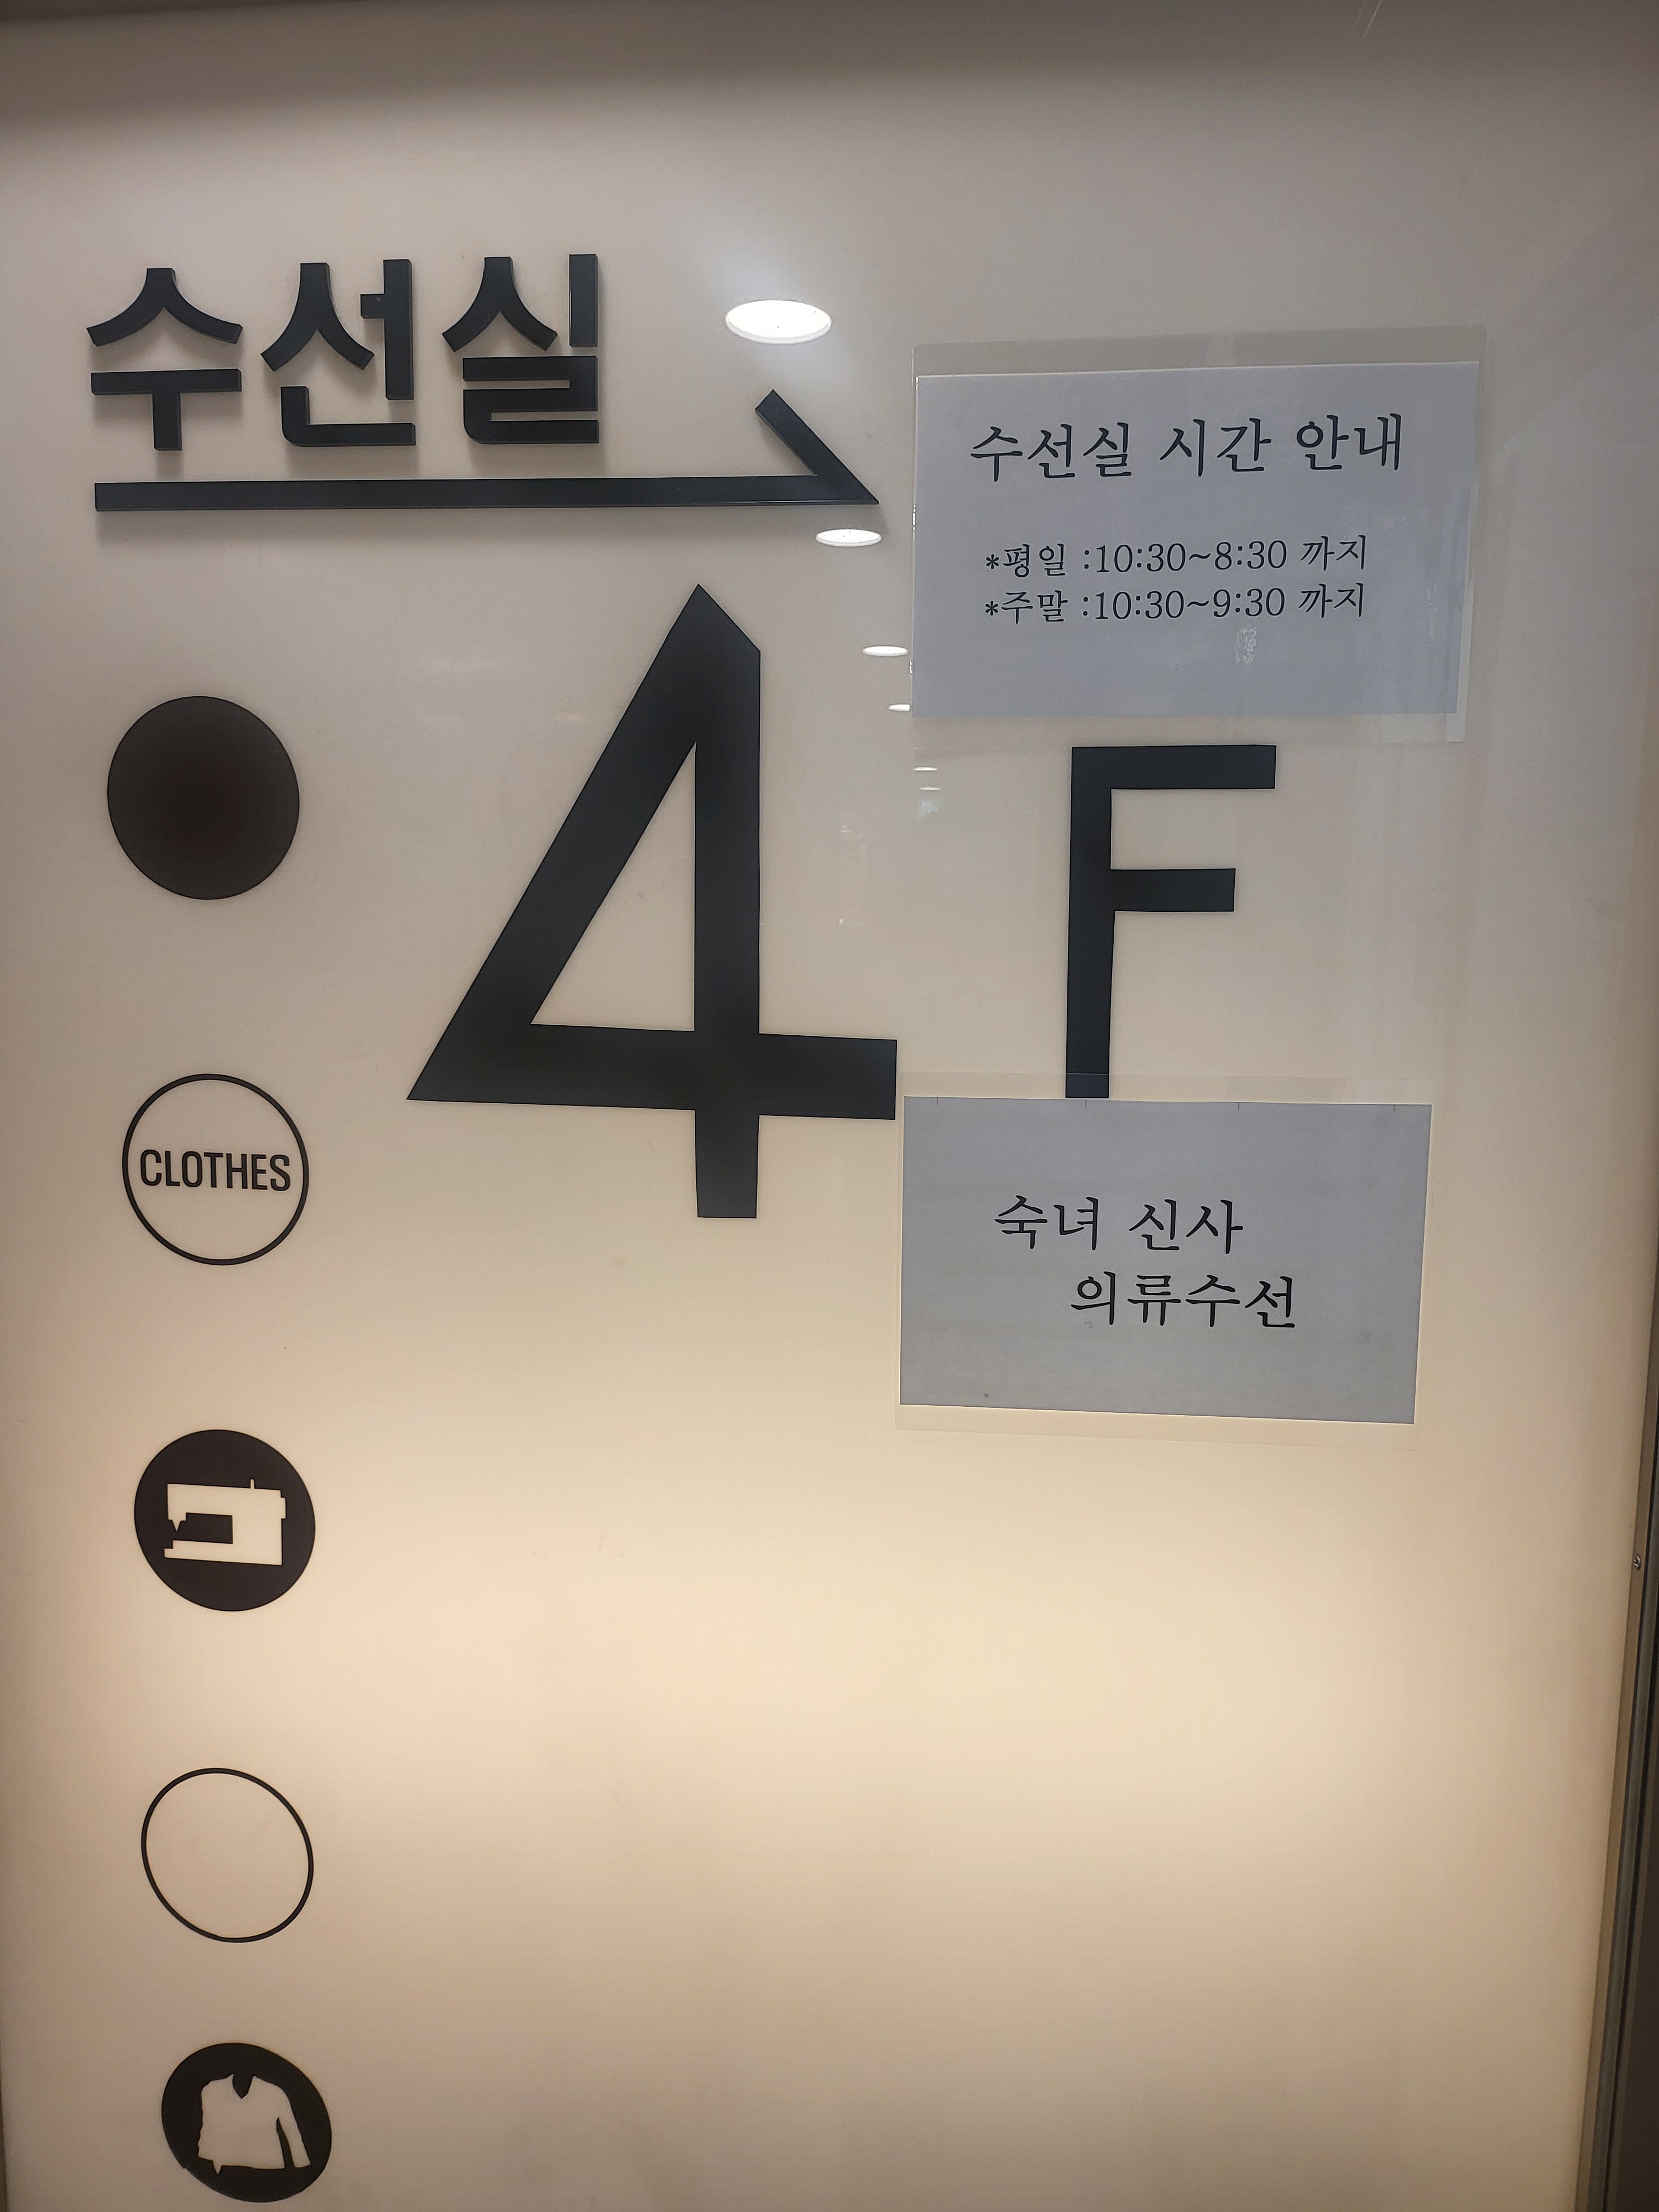 수선실
수선실 시간 안내
*평일 :10:30~8:30 까지
*주말 :10:30~9:30 까지
4F
CLOTHES
숙녀 신사
의류수선